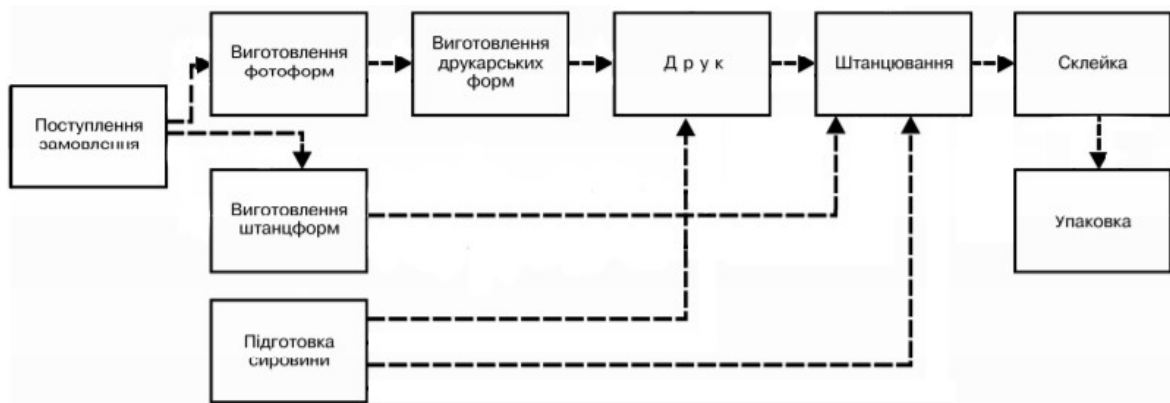 Поступлення
замовлення
Виготовлення
фотоформ
Виготовлення
друкарських
форм
Д р у к
Штанцювання
Склейка
Виготовлення
штанцформ
Упаковка
Підготовка
сировини